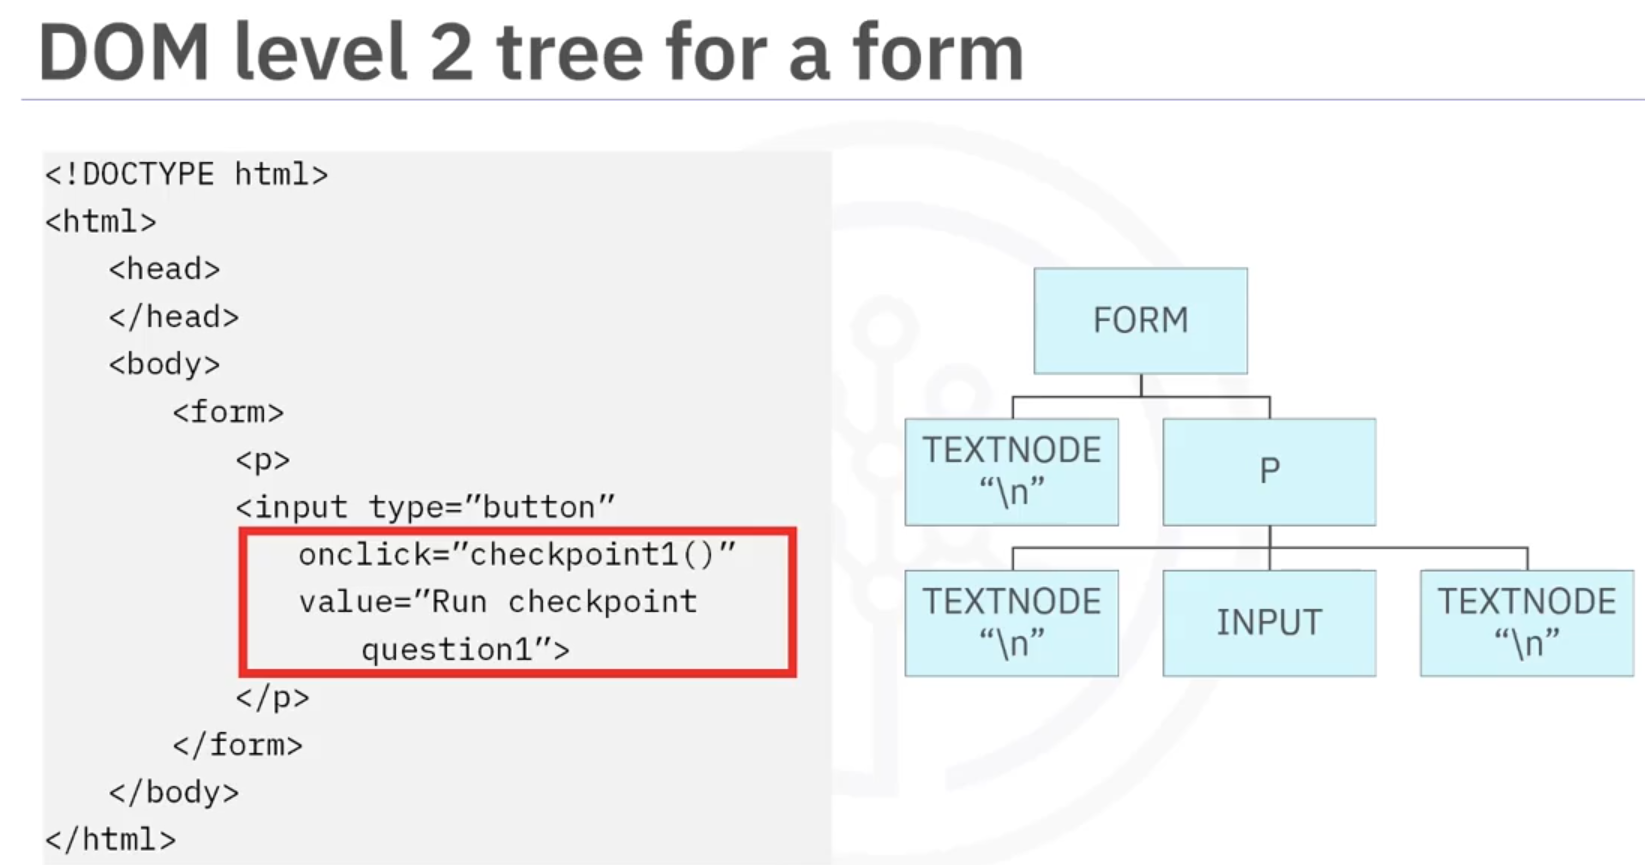 DOM level 2 tree for a form
<!DOCTYPE html>
<html>
<head>
</head>
<body>
<form>
<p>
<input type=”button”
onclick=”checkpoint1()”
value=”Run checkpoint
question1”>
</p>
</form>
</body>
</html>
FORM
TEXTNODE
“\n”
P
TEXTNODE
“\n”
INPUT
TEXTNODE
“\n”